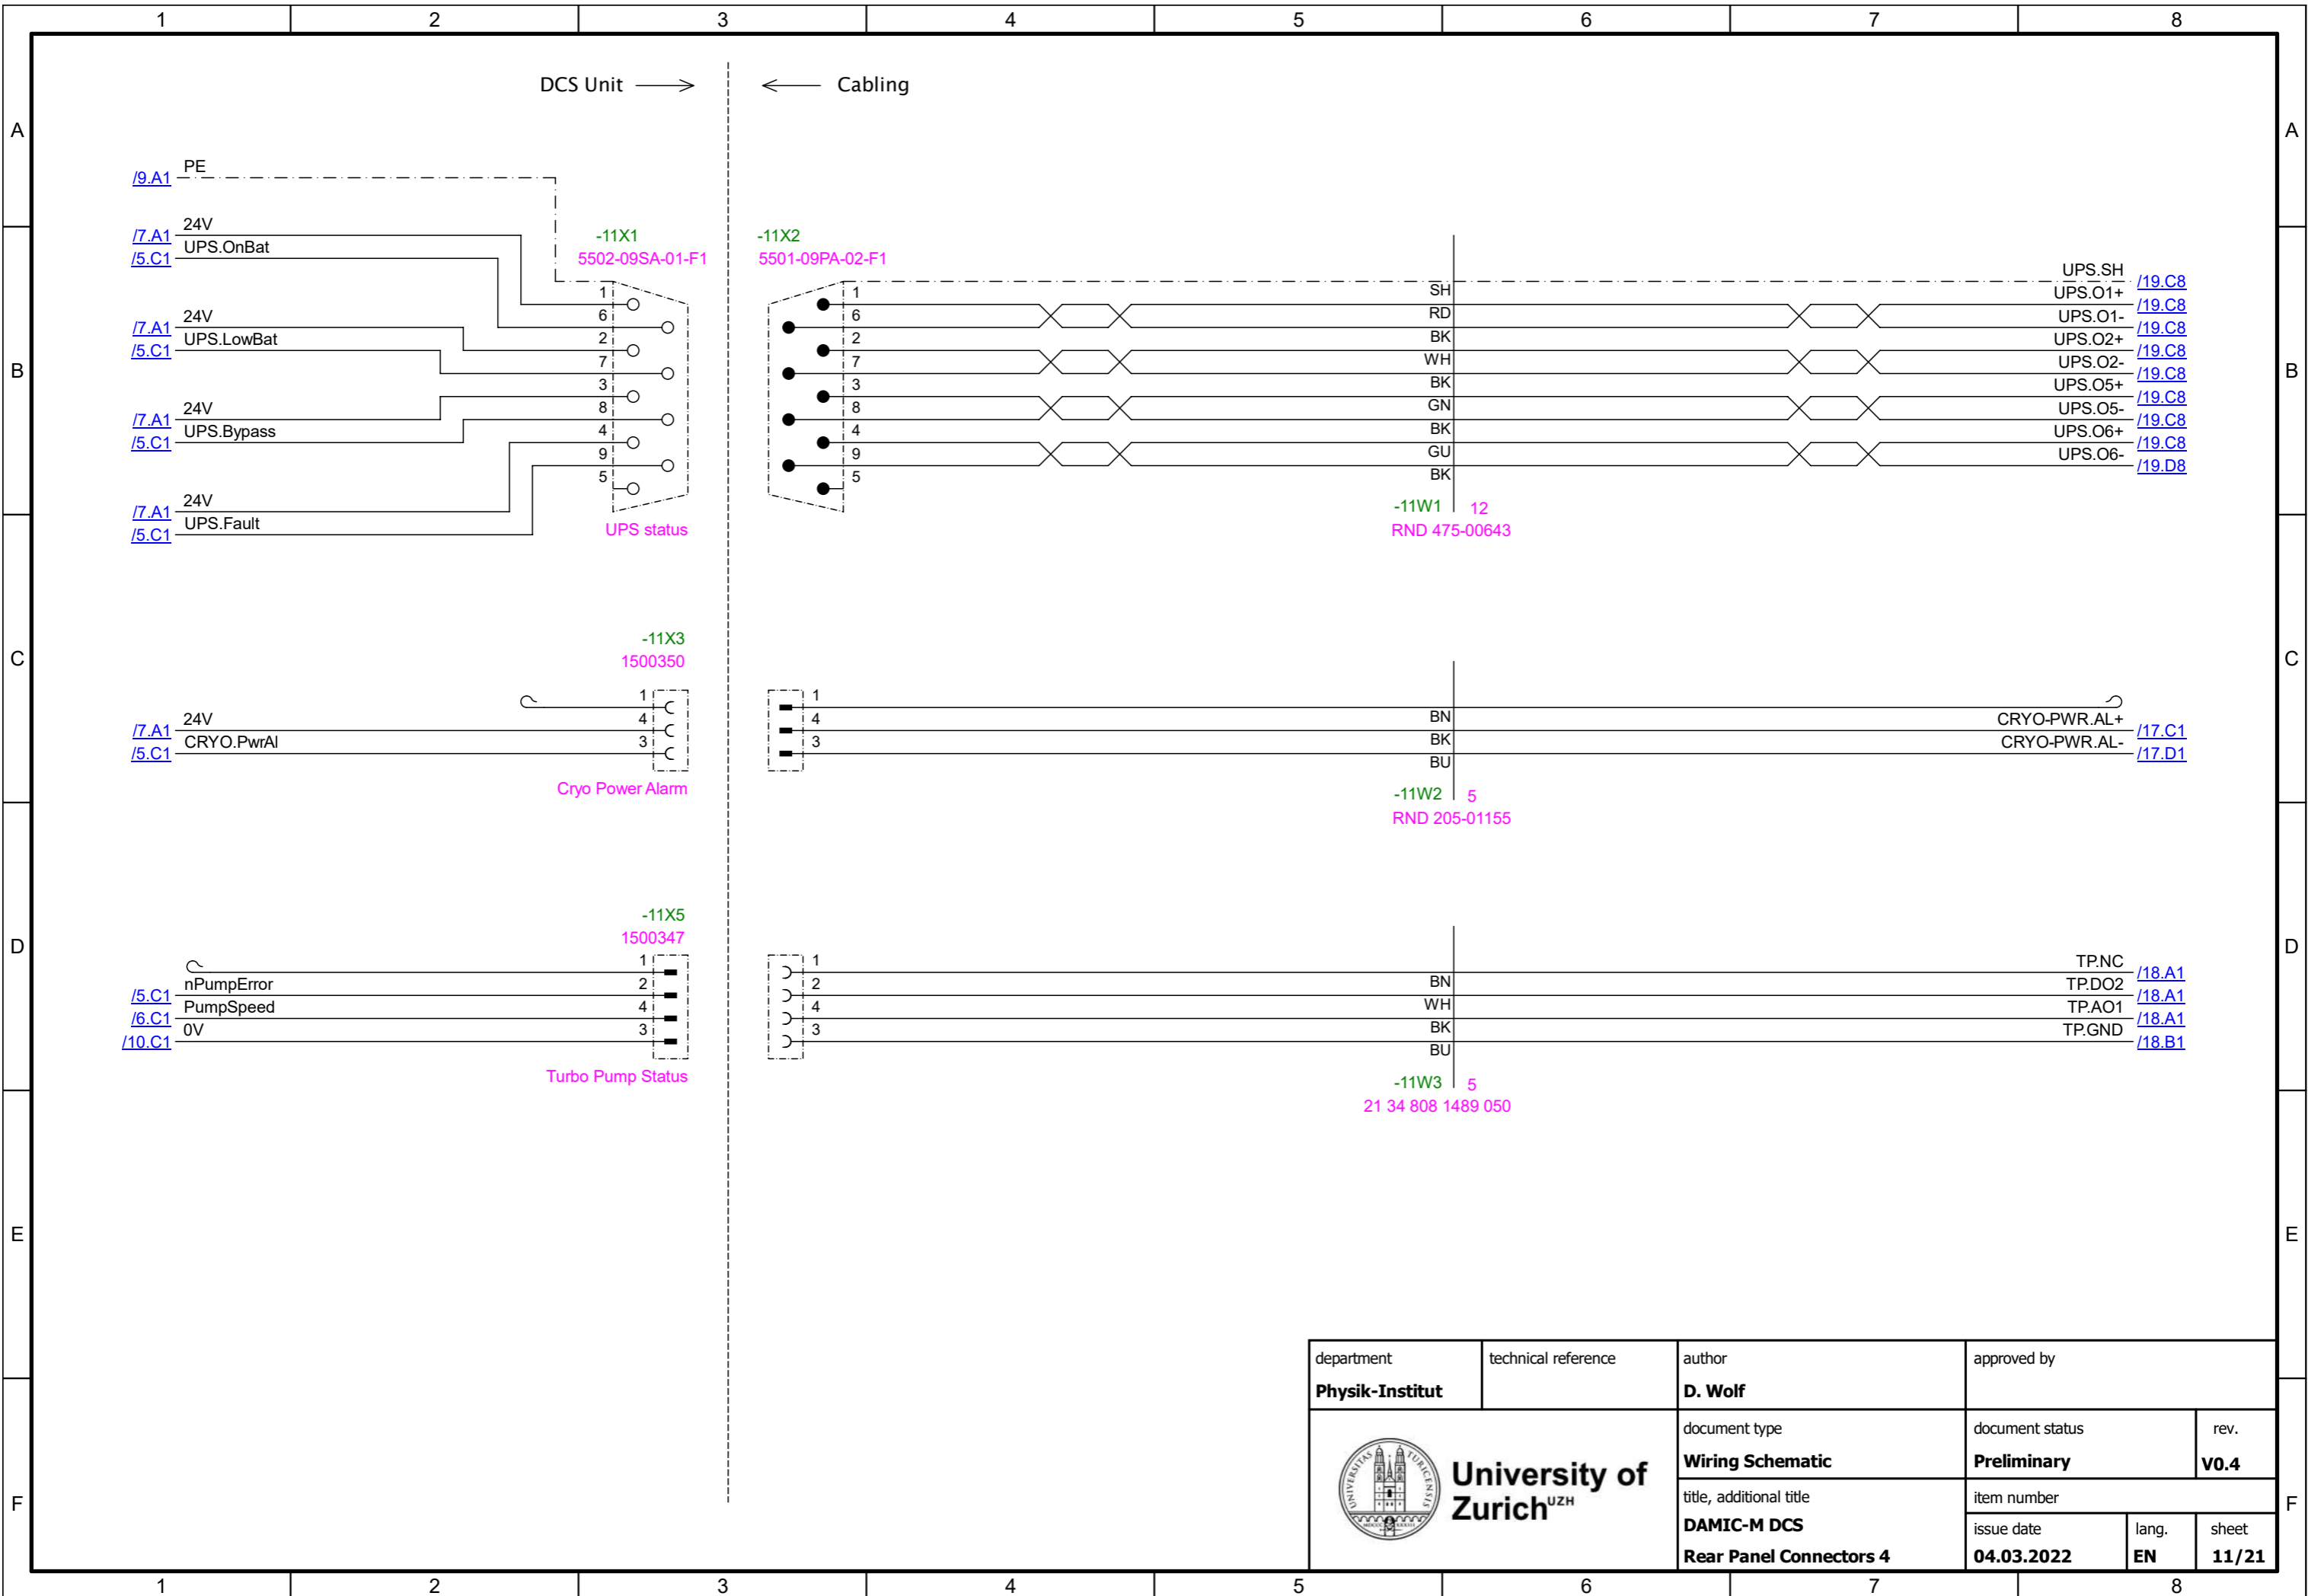 1 2 3 4 5 6 7 8
DCS Unit Cabling
A A
/9.A1 PE
/7.A1 24V
/5.C1 UPS.OnBat
/7.A1 24V
/5.C1 UPS.LowBat
/7.A1 24V
/5.C1 UPS.Bypass
/7.A1 24V
/5.C1 UPS.Fault
-11X1
5502-09SA-01-F1
1
6
2
7
3
8
4
9
5
UPS status
-11X2
5501-09PA-02-F1
1
6
2
7
3
8
4
9
5
SH
RD
BK
WH
BK
GN
BK
GU
BK
-11W1 12
RND 475-00643
UPS.SH /19.C8
UPS.O1+ /19.C8
UPS.O1- /19.C8
UPS.O2+ /19.C8
UPS.O2- /19.C8
UPS.O5+ /19.C8
UPS.O5- /19.C8
UPS.O6+ /19.C8
UPS.O6- /19.D8
B B
C C
-11X3
1500350
/7.A1 24V
/5.C1 CRYO.PwrAl
1
4
3
Cryo Power Alarm
1
4
3
BN
BK
BU
-11W2 5
RND 205-01155
CRYO-PWR.AL+ /17.C1
CRYO-PWR.AL- /17.D1
D D
-11X5
1500347
/5.C1 nPumpError
/6.C1 PumpSpeed
/10.C1 0V
1
2
4
3
Turbo Pump Status
1
2
4
3
BN
WH
BK
BU
-11W3 5
21 34 808 1489 050
TP.NC /18.A1
TP.DO2 /18.A1
TP.AO1 /18.A1
TP.GND /18.B1
E E
F F
department
Physik-Institut
technical reference
author
D. Wolf
approved by
UNIVERSITAS TURICENSIS
University of
Zurich UZH
document type
Wiring Schematic
document status
Preliminary
rev.
V0.4
title, additional title
DAMIC-M DCS
Rear Panel Connectors 4
item number
issue date
04.03.2022
lang.
EN
sheet
11/21
1 2 3 4 5 6 7 8